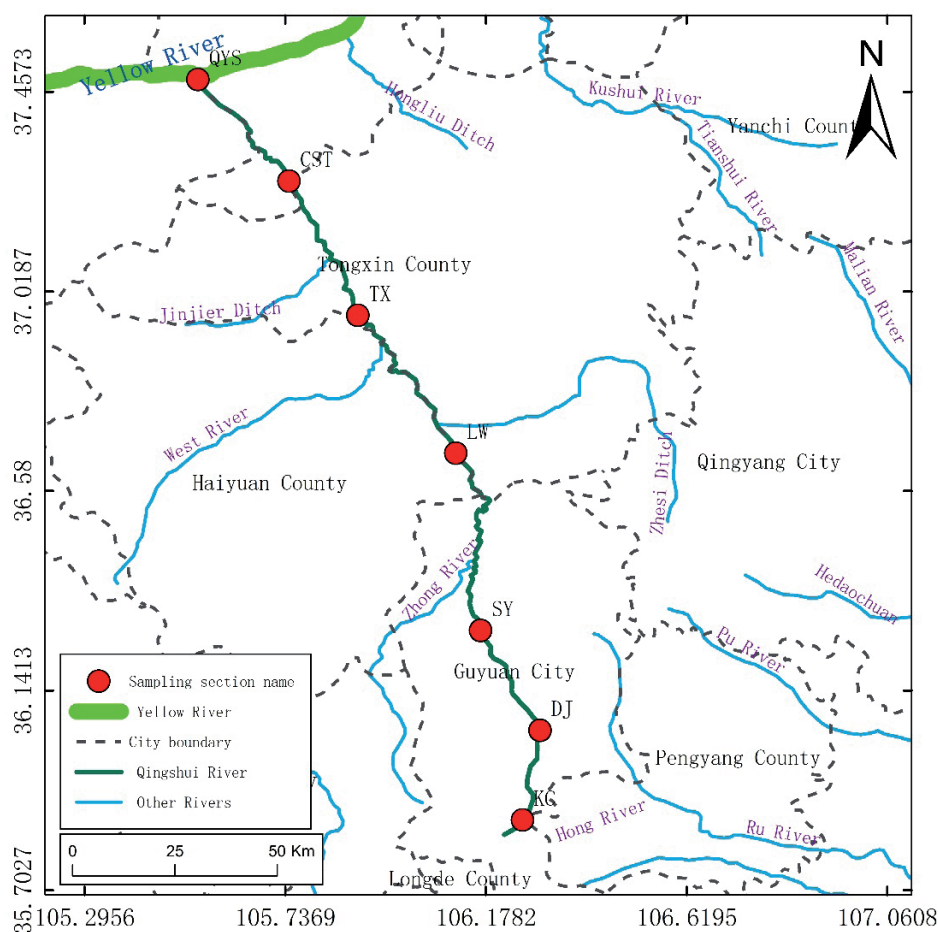 Yellow River
QYS
N
37.4573
Hongliu Ditch
Kushui River
Yanchi Count
Tianshui River
CST
Malian River
Tongxin County
37.0187
TX
Jinjier Ditch
West River
LW
Zhesi Ditch
Qingyang City
Haiyuan County
36.58
Zhong River
Hedaochuan
SY
Pu River
Guyuan City
36.1413
Sampling section name
Yellow River
City boundary
Qingshui River
Other Rivers
DJ
Pengyang County
KC
Hong River
Ru River
0 25 50 Km
Longde County
35.7027
105.2956 105.7369 106.1782 106.6195 107.0608